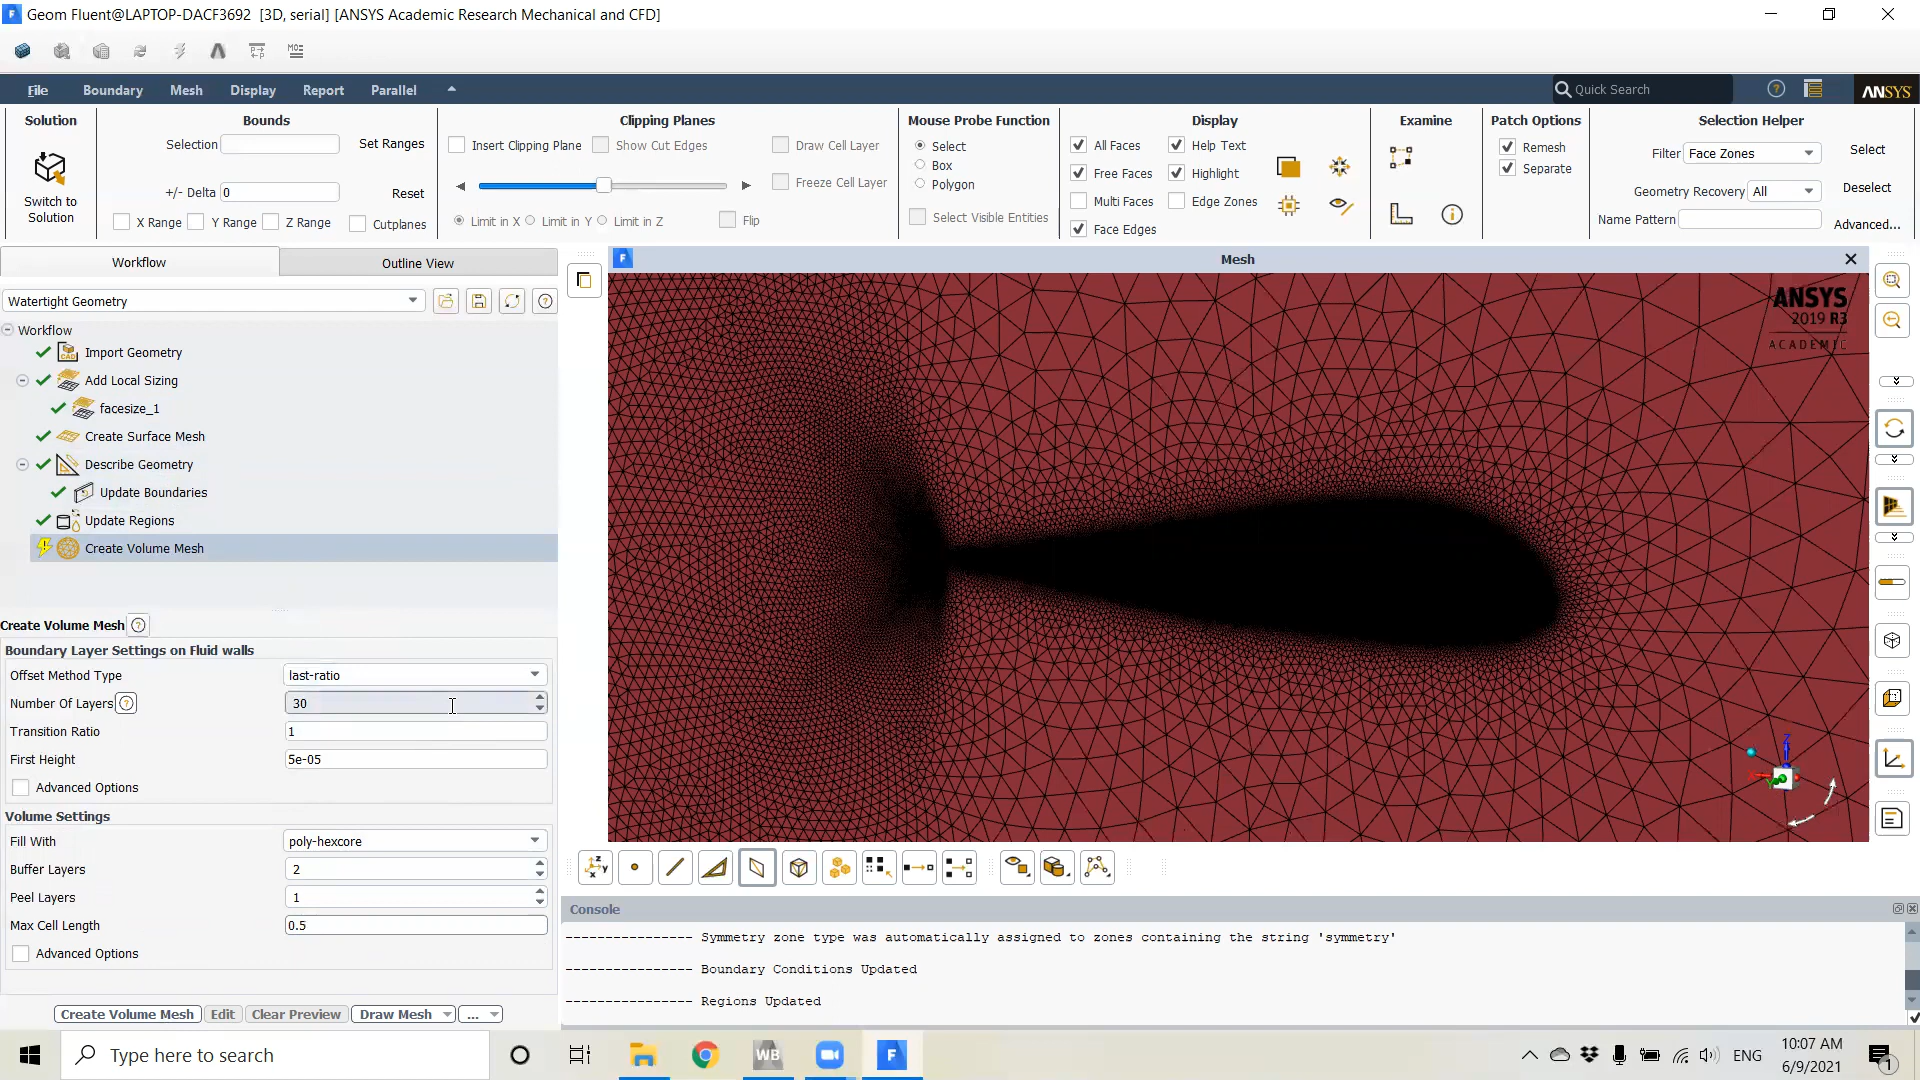 Geom Fluent@LAPTOP-DACF3692 [3D, serial] [ANSYS Academic Research Mechanical and CFD]
File Boundary Mesh Display Report Parallel Quick Search ANSYS
Solution Bounds Clipping Planes Mouse Probe Function Display Examine Patch Options Selection Helper
Selection Set Ranges Insert Clipping Plane Show Cut Edges Draw Cell Layer Select All Faces Help Text Remesh Filter Face Zones Select
Box Free Faces Highlight Separate
+/- Delta 0 Reset Freeze Cell Layer Polygon Geometry Recovery All Deselect
Switch to Solution Multi Faces Edge Zones
X Range Y Range Z Range Cutplanes Limit in X Limit in Y Limit in Z Flip Select Visible Entities Face Edges Name Pattern Advanced...
Workflow Outline View Mesh
Watertight Geometry
Workflow
Import Geometry
Add Local Sizing
facesize_1
Create Surface Mesh
Describe Geometry
Update Boundaries
Update Regions
Create Volume Mesh
ANSYS
2019 R3
ACADEMIC
Create Volume Mesh
Boundary Layer Settings on Fluid walls
Offset Method Type last-ratio
Number Of Layers 30
Transition Ratio 1
First Height 5e-05
Advanced Options
Volume Settings
Fill With poly-hexcore
Buffer Layers 2
Peel Layers 1
Max Cell Length 0.5
Advanced Options
Create Volume Mesh Edit Clear Preview Draw Mesh ...
Console
---------------- Symmetry zone type was automatically assigned to zones containing the string 'symmetry'
---------------- Boundary Conditions Updated
---------------- Regions Updated
Type here to search
WB
ENG
10:07 AM
6/9/2021
1